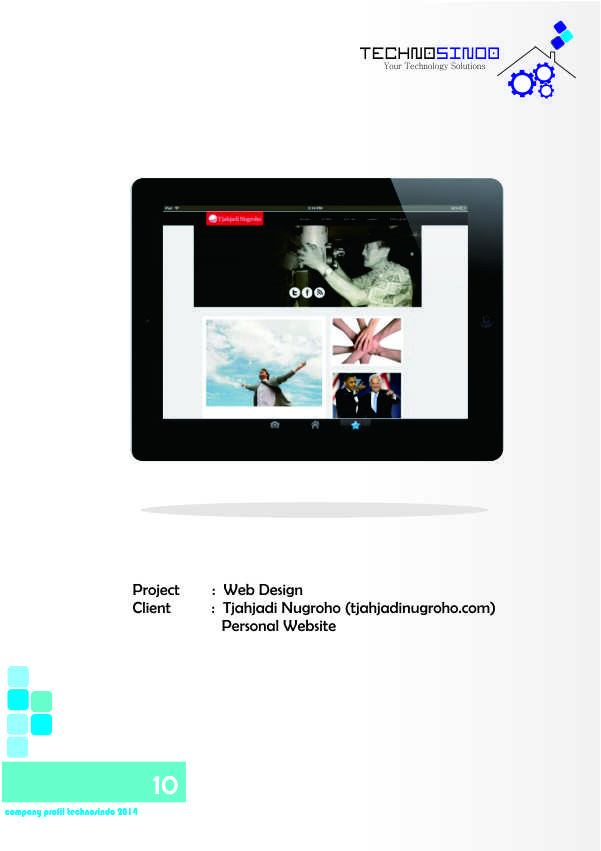 TECHNOSINDO
Your Technology Solutions
iPad
Tjahjadi Nugroho
Project : Web Design
Client : Tjahjadi Nugroho (tjahjadinugroho.com)
Personal Website
10
company profil technosindo 2014